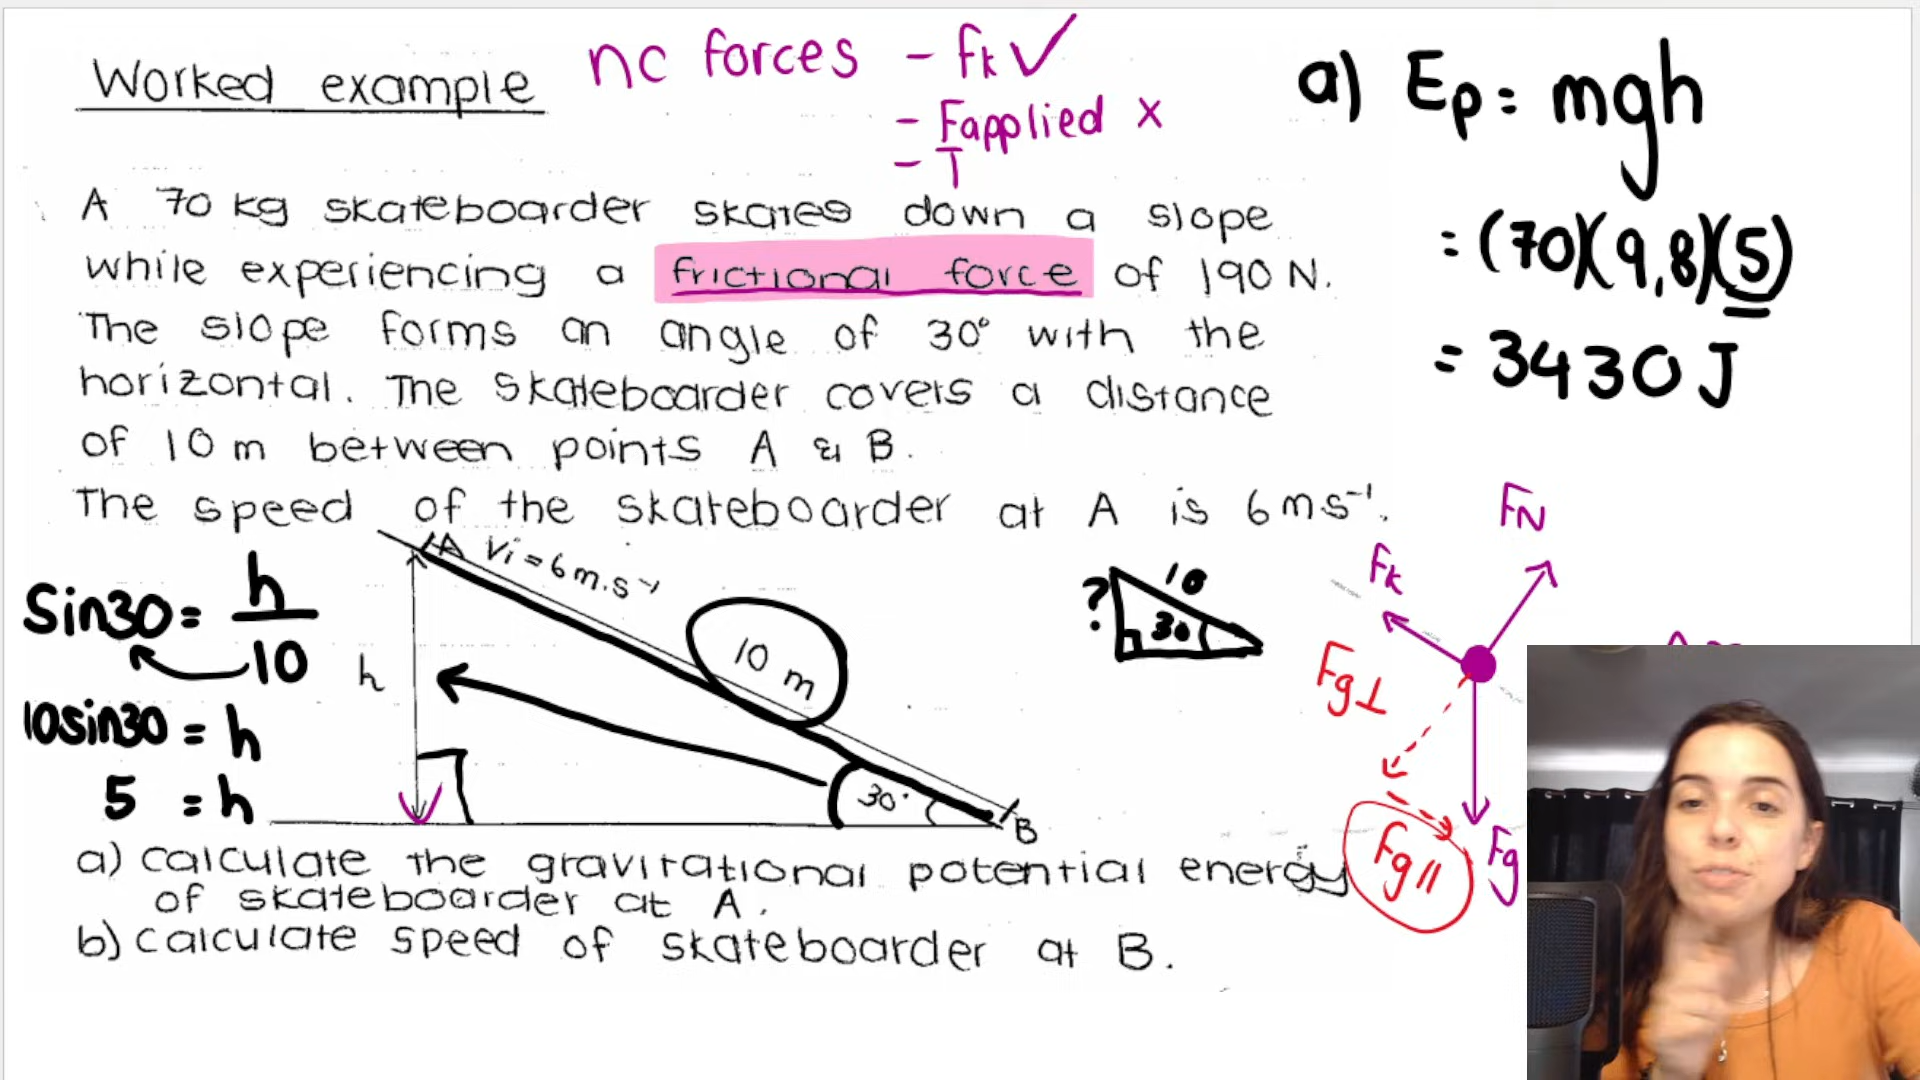 Worked example
nc forces - fk ✓
- Fapplied x
- T
A 70 kg skateboarder skates down a slope
while experiencing a frictional force of 190 N.
The slope forms an angle of 30° with the
horizontal. The skateboarder covers a distance
of 10 m between points A & B.
The speed of the skateboarder at A is 6 m s⁻¹.
a) Ep = mgh
= (70)(9,8)(5)
= 3430 J
Sin30 = h
10
10sin30 = h
5 = h
A Vi = 6 m.s⁻¹
10 m
h
30°
B
?
10
30
FN
Fk
Fg⊥
Fg//
Fg
a) calculate the gravitational potential energy
of skateboarder at A.
b) calculate speed of skateboarder at B.